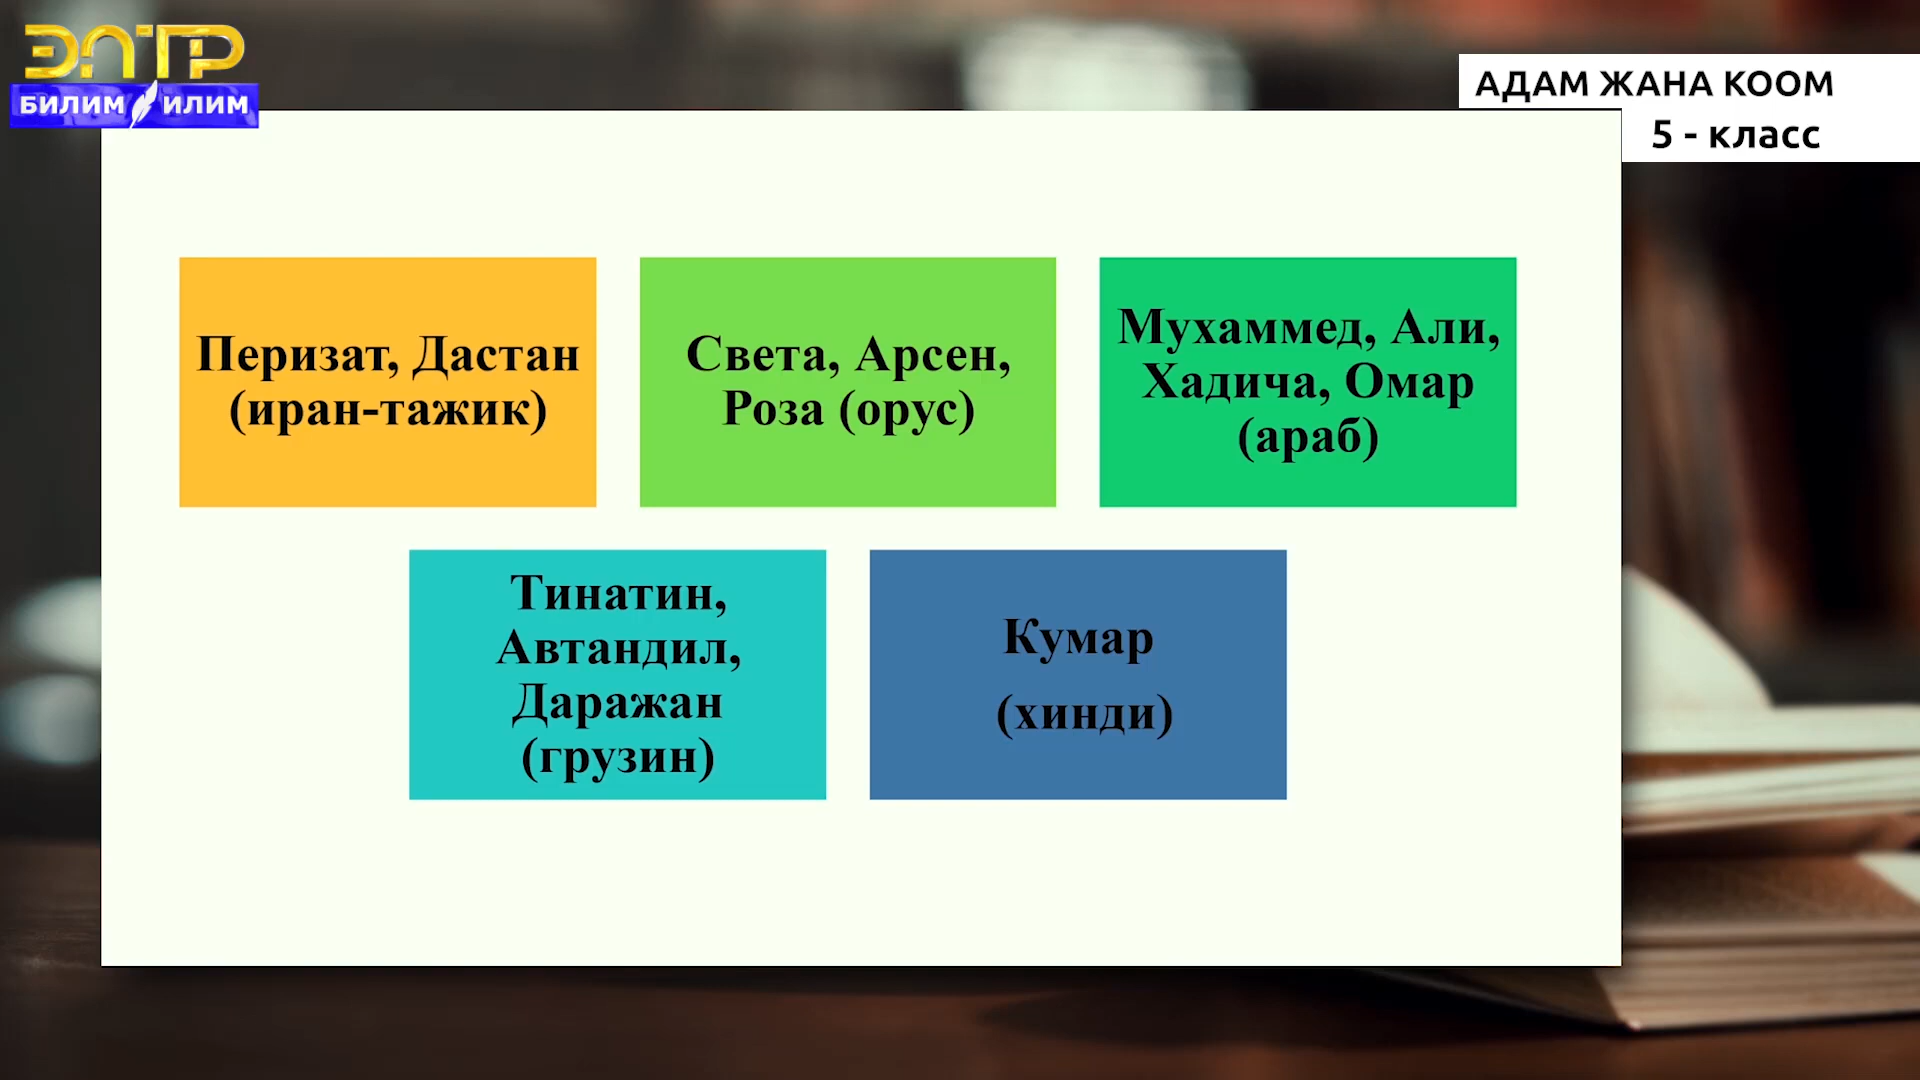 ЭЛТР
БИЛИМ ИЛИМ
АДАМ ЖАНА КООМ
5 - класс
Перизат, Дастан
(иран-тажик)
Света, Арсен,
Роза (орус)
Мухаммед, Али,
Хадича, Омар
(араб)
Тинатин,
Автандил,
Даражан
(грузин)
Кумар
(хинди)